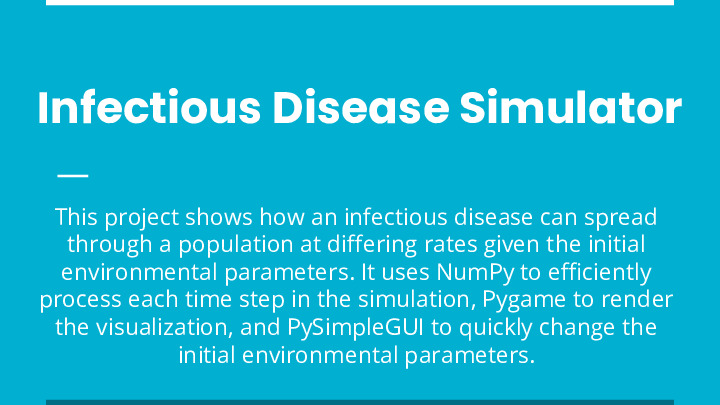 Infectious Disease Simulator
This project shows how an infectious disease can spread
through a population at differing rates given the initial
environmental parameters. It uses NumPy to efficiently
process each time step in the simulation, Pygame to render
the visualization, and PySimpleGUI to quickly change the
initial environmental parameters.